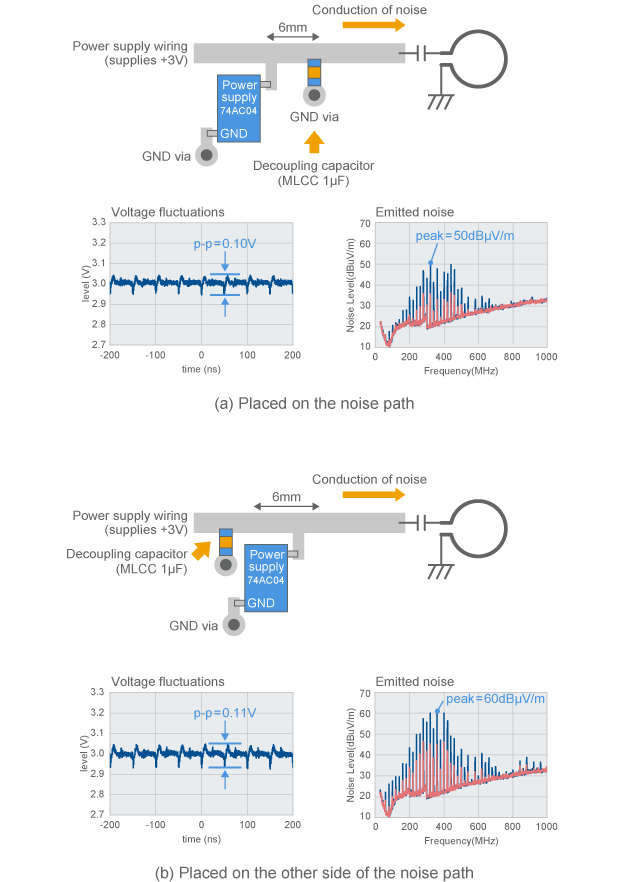 Conduction of noise
6mm
Power supply wiring
(supplies +3V)
Power
supply
74AC04
GND
GND via
GND via
Decoupling capacitor
(MLCC 1μF)
Voltage fluctuations
3.3
3.2
3.1
3.0
2.9
2.8
2.7
level (V)
p-p=0.10V
-200
-100
0
100
200
time (ns)
Emitted noise
70
60
50
40
30
20
10
Noise Level(dBuV/m)
peak=50dBμV/m
0
200
400
600
800
1000
Frequency(MHz)
(a) Placed on the noise path
Conduction of noise
6mm
Power supply wiring
(supplies +3V)
Decoupling capacitor
(MLCC 1μF)
Power
supply
74AC04
GND
GND via
Voltage fluctuations
3.3
3.2
3.1
3.0
2.9
2.8
2.7
level (V)
p-p=0.11V
-200
-100
0
100
200
time (ns)
Emitted noise
70
60
50
40
30
20
10
Noise Level(dBuV/m)
peak=60dBμV/m
0
200
400
600
800
1000
Frequency(MHz)
(b) Placed on the other side of the noise path